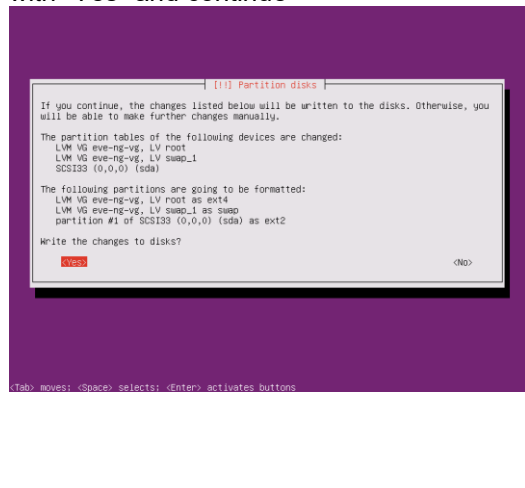 with "Yes" and continue
[!!] Partition disks
If you continue, the changes listed below will be written to the disks. Otherwise, you
will be able to make further changes manually.
The partition tables of the following devices are changed:
LVM VG eve-ng-vg, LV root
LVM VG eve-ng-vg, LV swap_1
SCSI33 (0,0,0) (sda)
The following partitions are going to be formatted:
LVM VG eve-ng-vg, LV root as ext4
LVM VG eve-ng-vg, LV swap_1 as swap
partition #1 of SCSI33 (0,0,0) (sda) as ext2
Write the changes to disks?
<Yes> <No>
<Tab> moves; <Space> selects; <Enter> activates buttons